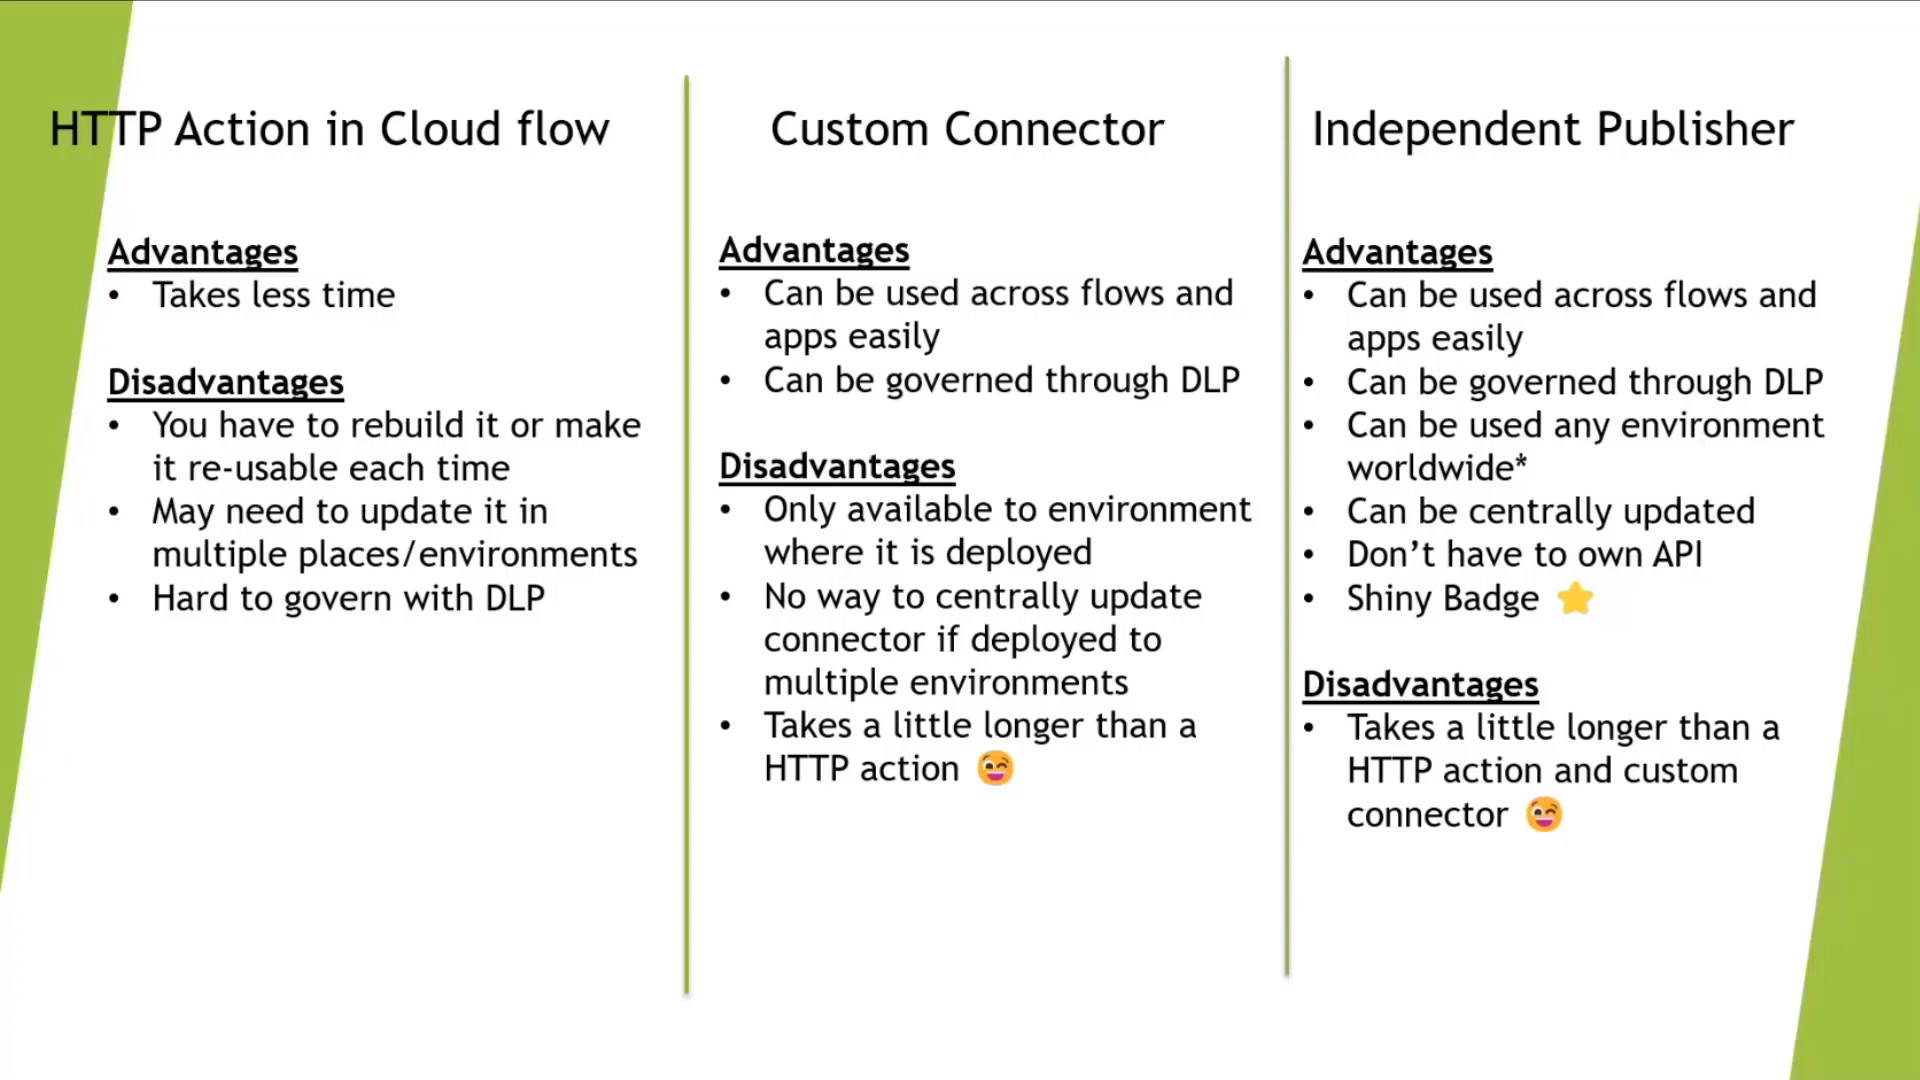 HTTP Action in Cloud flow
Advantages
• Takes less time
Disadvantages
• You have to rebuild it or make
it re-usable each time
• May need to update it in
multiple places/environments
• Hard to govern with DLP
Custom Connector
Advantages
• Can be used across flows and
apps easily
• Can be governed through DLP
Disadvantages
• Only available to environment
where it is deployed
• No way to centrally update
connector if deployed to
multiple environments
• Takes a little longer than a
HTTP action 😉
Independent Publisher
Advantages
• Can be used across flows and
apps easily
• Can be governed through DLP
• Can be used any environment
worldwide*
• Can be centrally updated
• Don’t have to own API
• Shiny Badge ⭐
Disadvantages
• Takes a little longer than a
HTTP action and custom
connector 😉